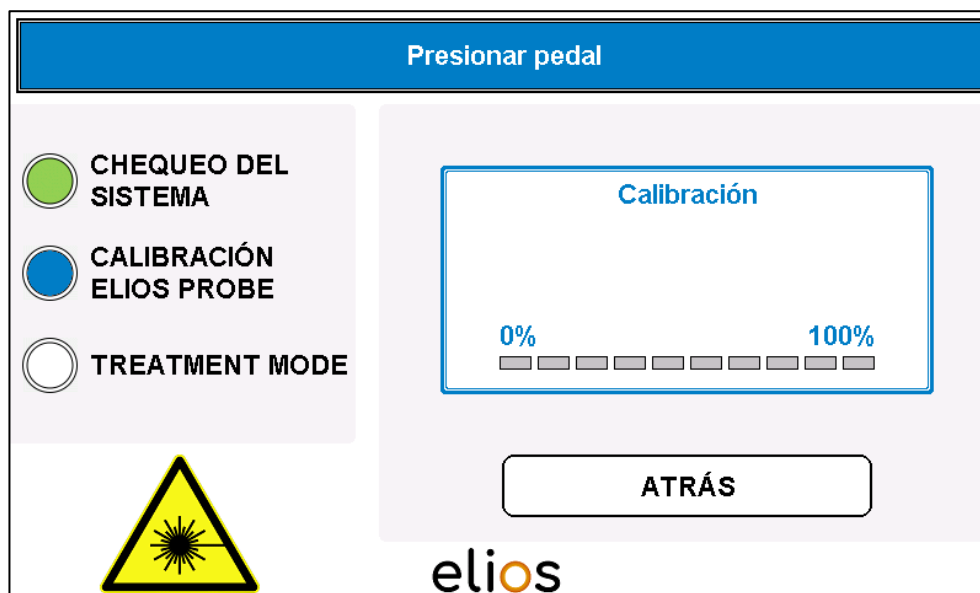 Presionar pedal
CHEQUEO DEL
SISTEMA
CALIBRACIÓN
ELIOS PROBE
TREATMENT MODE
Calibración
0% 100%
ATRÁS
elios